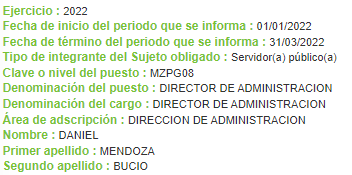 Ejercicio : 2022
Fecha de inicio del periodo que se informa : 01/01/2022
Fecha de término del periodo que se informa : 31/03/2022
Tipo de integrante del Sujeto obligado : Servidor(a) público(a)
Clave o nivel del puesto : MZPG08
Denominación del puesto : DIRECTOR DE ADMINISTRACION
Denominación del cargo : DIRECTOR DE ADMINISTRACION
Área de adscripción : DIRECCION DE ADMINISTRACION
Nombre : DANIEL
Primer apellido : MENDOZA
Segundo apellido : BUCIO